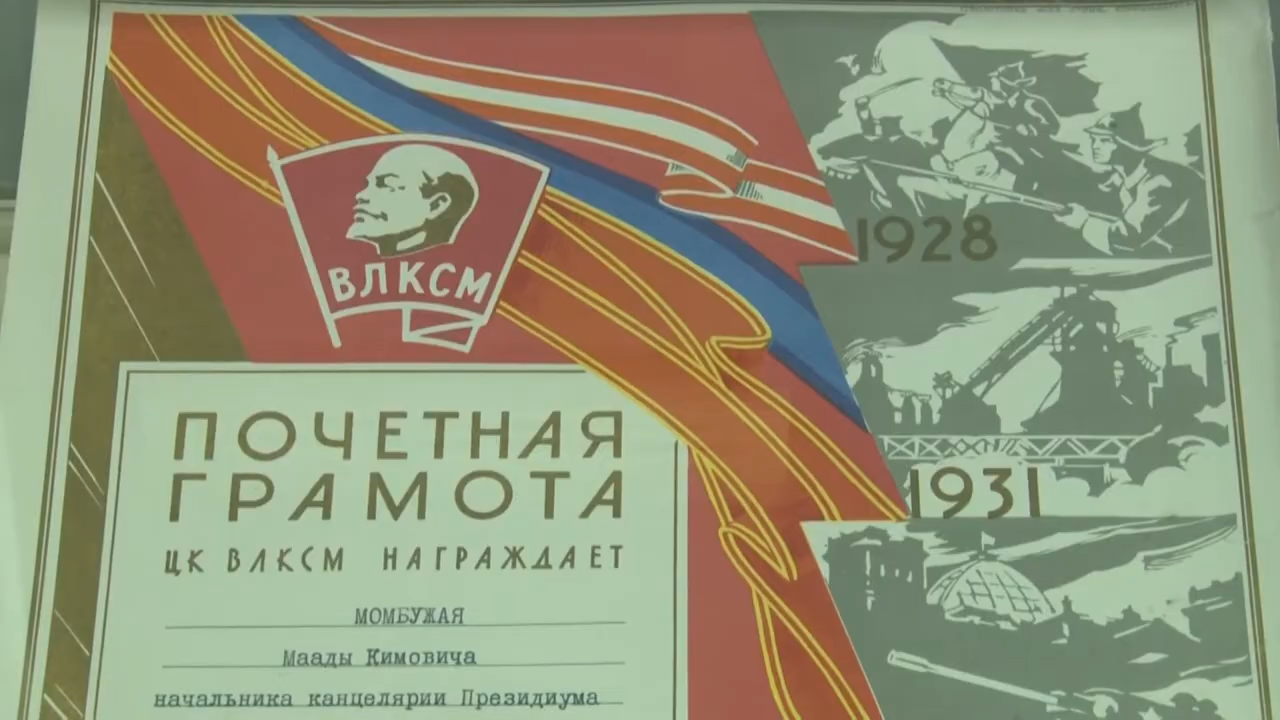 ВЛКСМ
1928
1931
ПОЧЕТНАЯ
ГРАМОТА
ЦК ВЛКСМ НАГРАЖДАЕТ
МОМБУЖАЯ
Маады Кимовича
начальника канцелярии Президиума